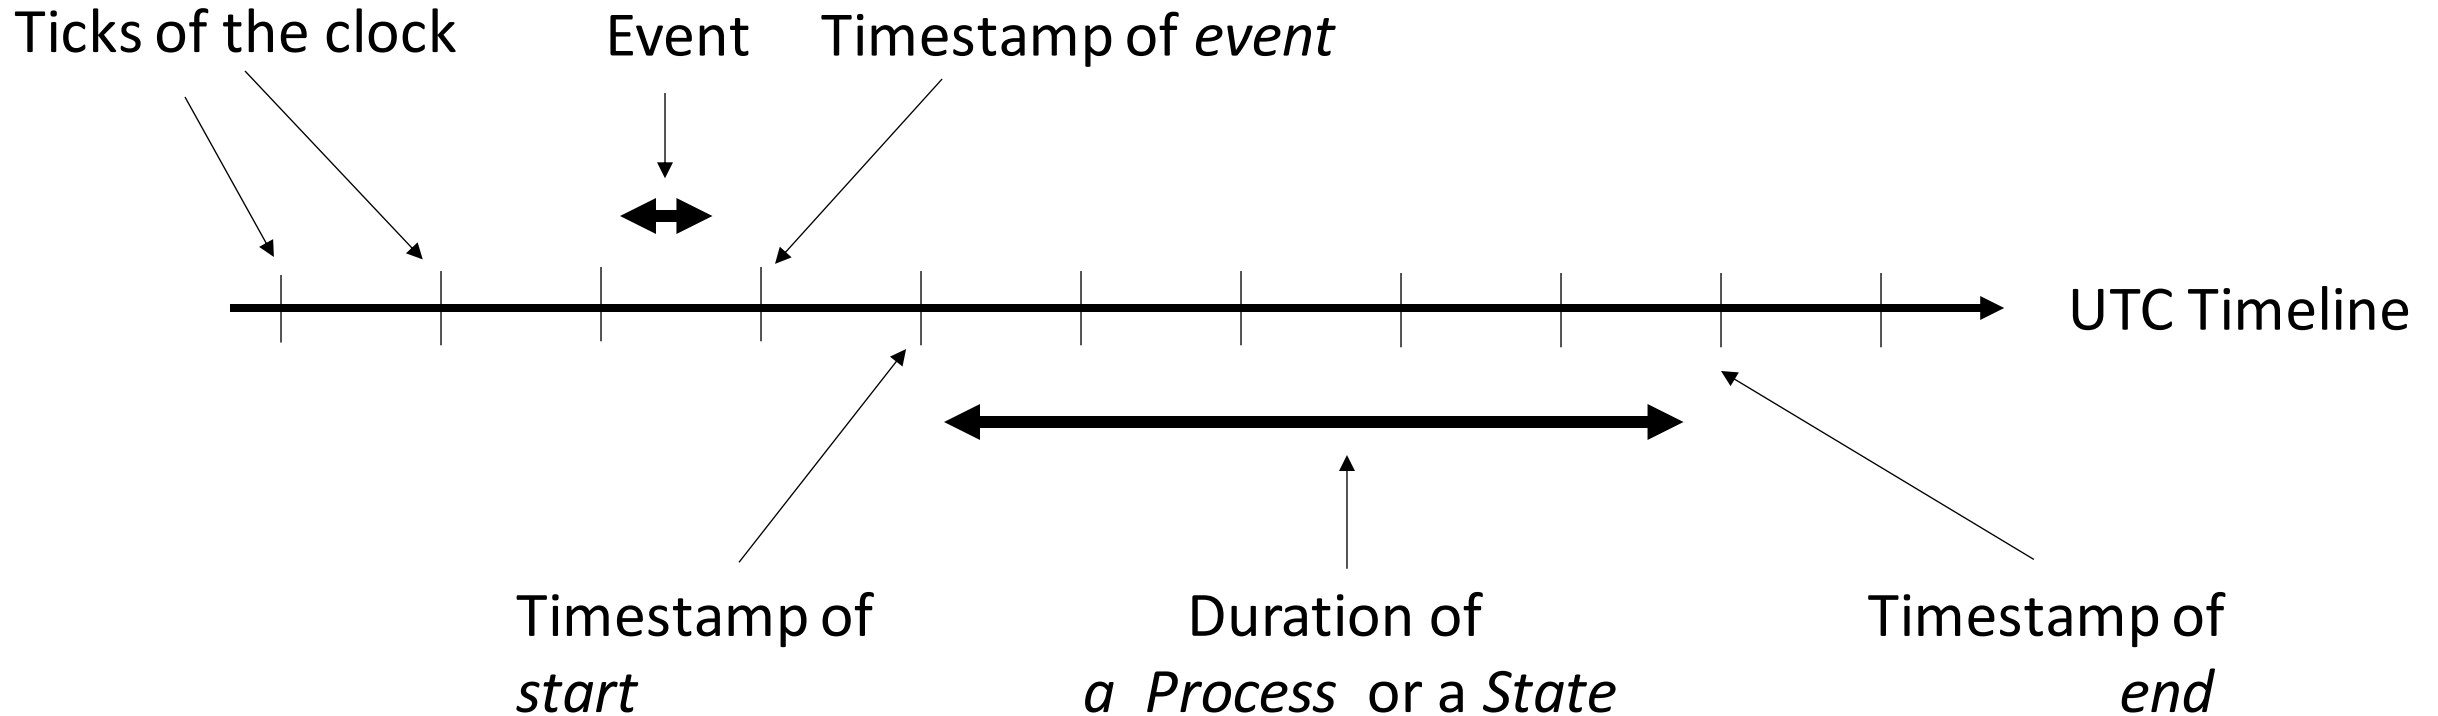 Ticks of the clock
Event
Timestamp of event
UTC Timeline
Timestamp of
start
Duration of
a Process or a State
Timestamp of
end